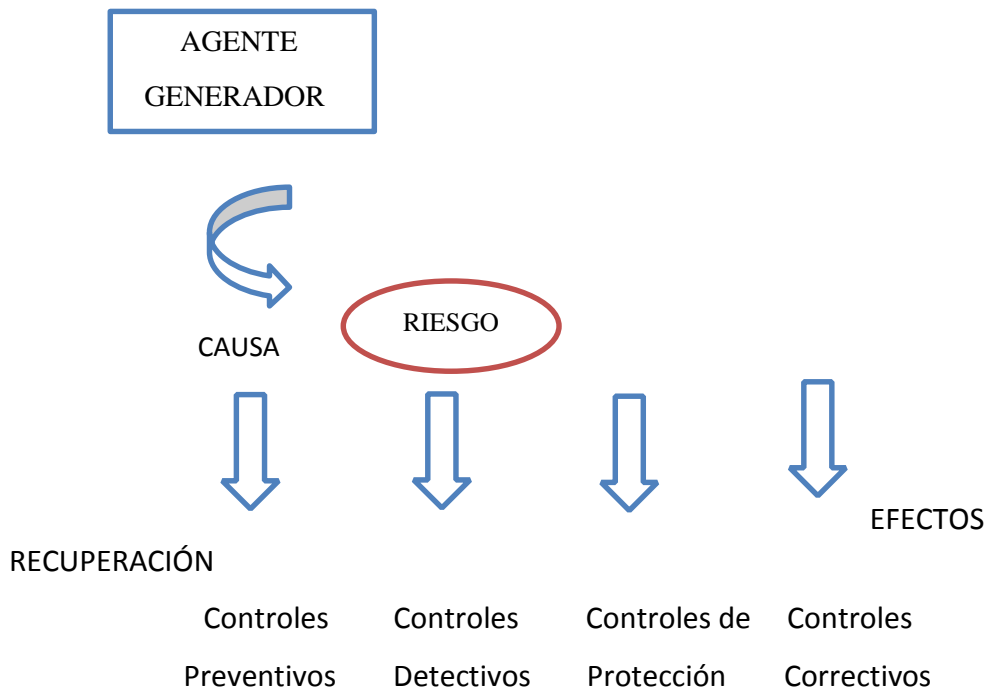 AGENTE
GENERADOR
RIESGO
CAUSA
EFECTOS
RECUPERACIÓN
Controles Controles Controles de Controles
Preventivos Detectivos Protección Correctivos